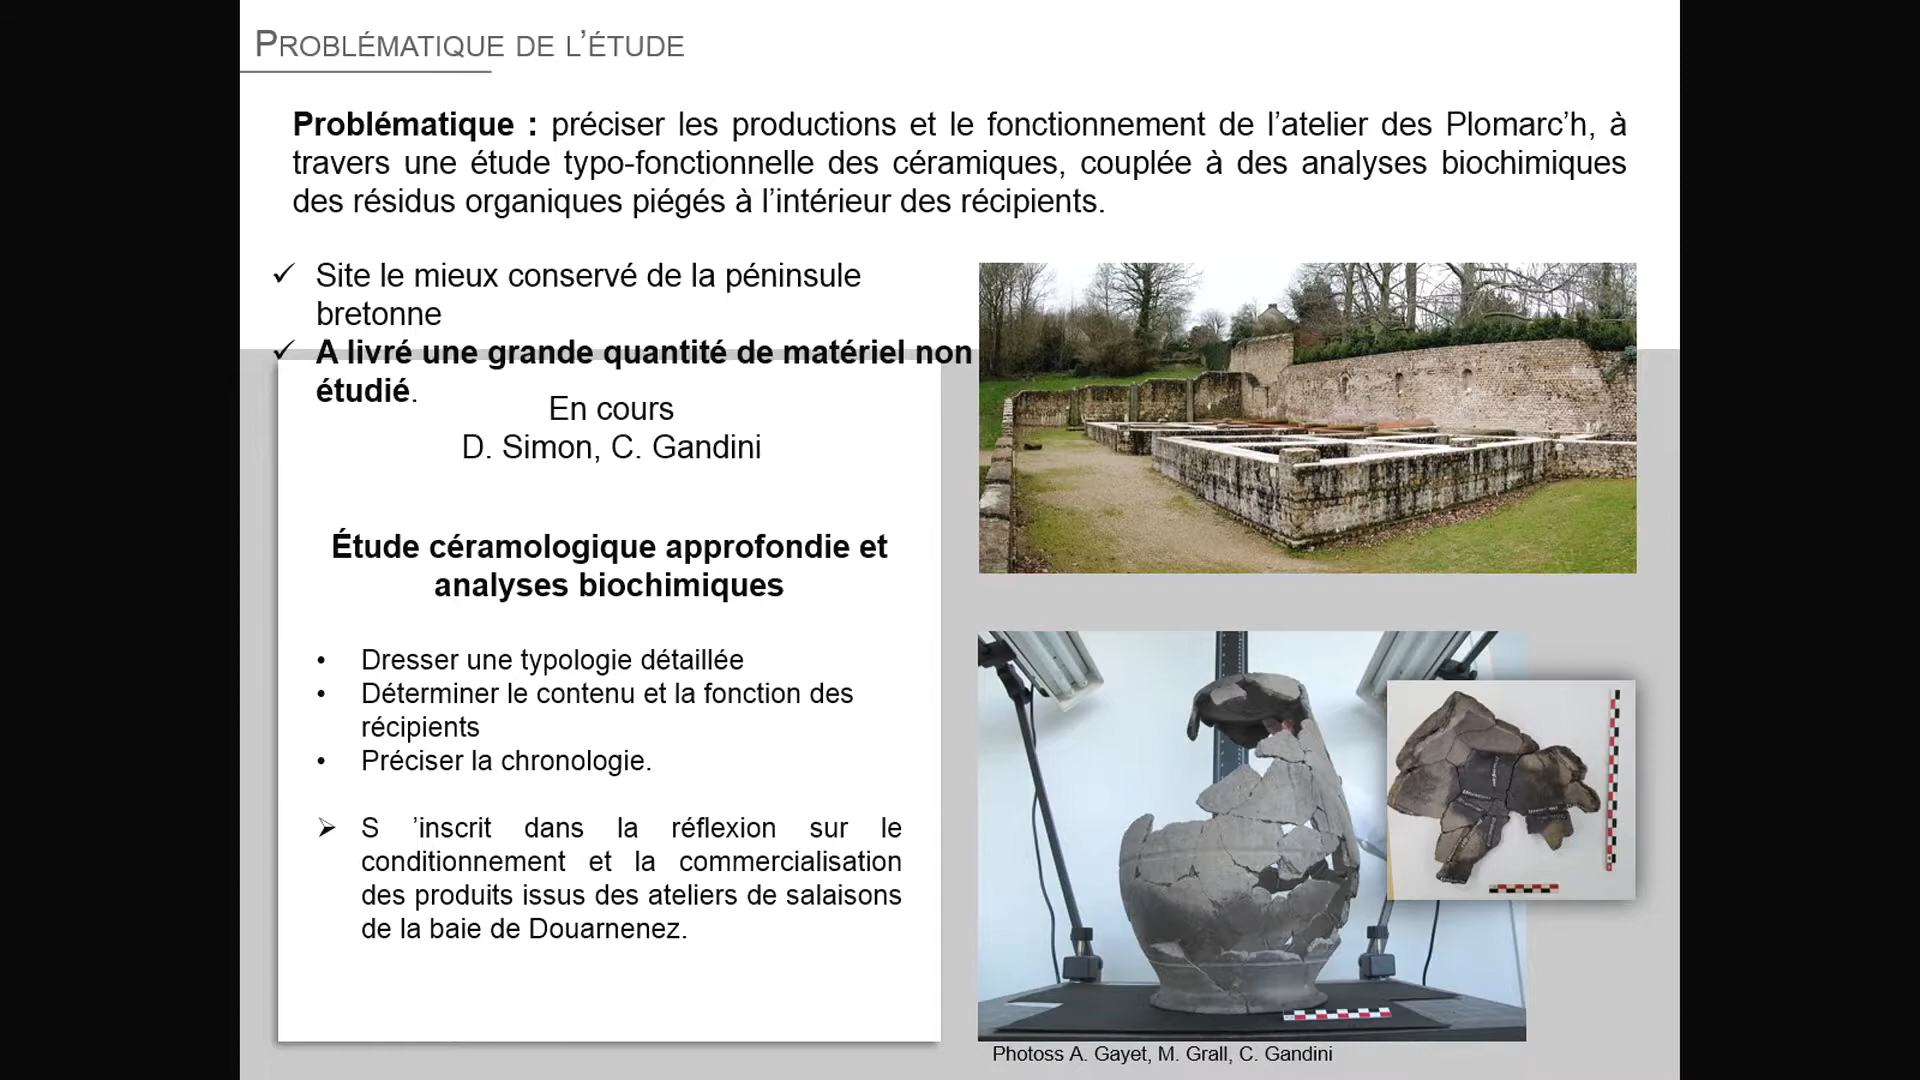 PROBLÉMATIQUE DE L’ÉTUDE
Problématique : préciser les productions et le fonctionnement de l’atelier des Plomarc’h, à
travers une étude typo-fonctionnelle des céramiques, couplée à des analyses biochimiques
des résidus organiques piégés à l’intérieur des récipients.
✓ Site le mieux conservé de la péninsule
bretonne
✓ A livré une grande quantité de matériel non
étudié.
En cours
D. Simon, C. Gandini
Étude céramologique approfondie et
analyses biochimiques
• Dresser une typologie détaillée
• Déterminer le contenu et la fonction des
récipients
• Préciser la chronologie.
➢ S ’inscrit dans la réflexion sur le
conditionnement et la commercialisation
des produits issus des ateliers de salaisons
de la baie de Douarnenez.
Photoss A. Gayet, M. Grall, C. Gandini